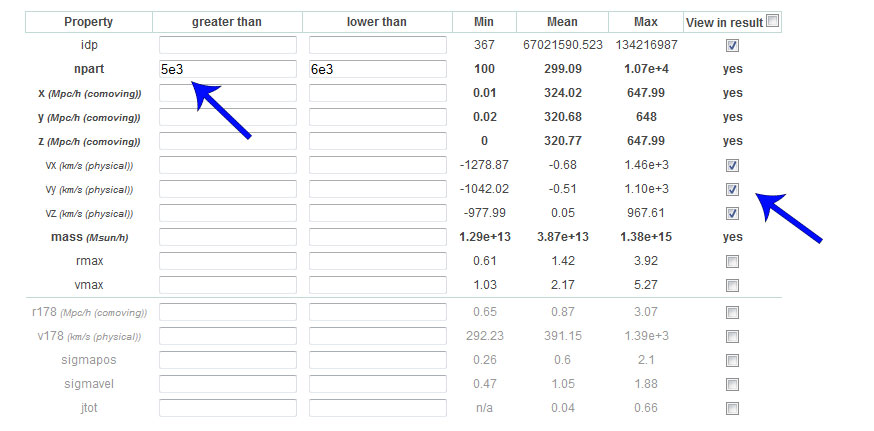 Property greater than lower than Min Mean Max View in result
idp 367 67021590.523 134216987
npart 5e3 6e3 100 299.09 1.07e+4 yes
x (Mpc/h (comoving)) 0.01 324.02 647.99 yes
y (Mpc/h (comoving)) 0.02 320.68 648 yes
z (Mpc/h (comoving)) 0 320.77 647.99 yes
vx (km/s (physical)) -1278.87 -0.68 1.46e+3
vy (km/s (physical)) -1042.02 -0.51 1.10e+3
vz (km/s (physical)) -977.99 0.05 967.61
mass (Msun/h) 1.29e+13 3.87e+13 1.38e+15 yes
rmax 0.61 1.42 3.92
vmax 1.03 2.17 5.27
r178 (Mpc/h (comoving)) 0.65 0.87 3.07
v178 (km/s (physical)) 292.23 391.15 1.39e+3
sigmapos 0.26 0.6 2.1
sigmavel 0.47 1.05 1.88
jtot n/a 0.04 0.66